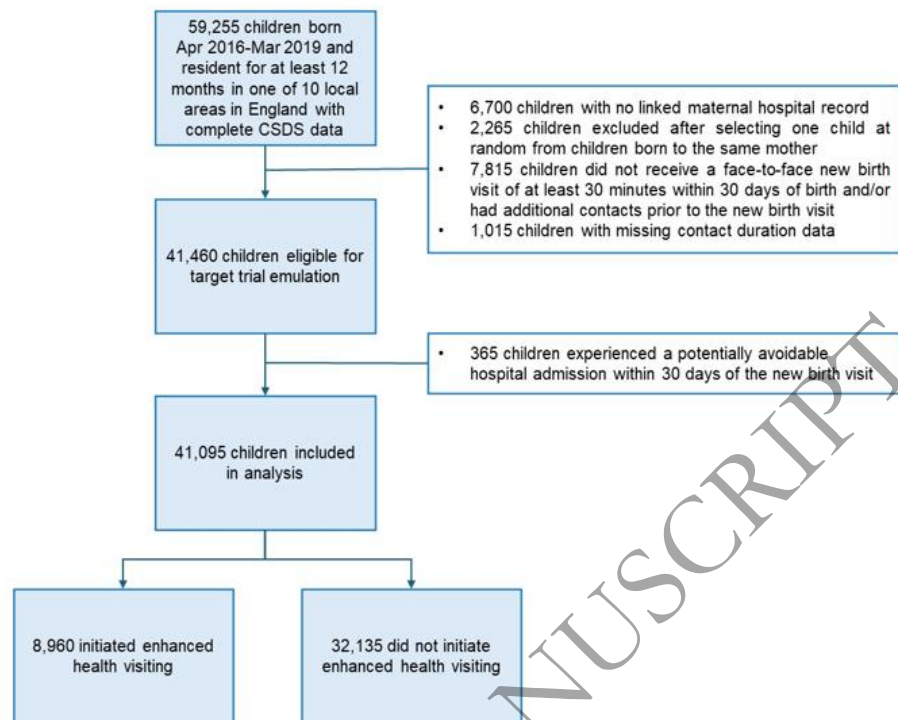 59,255 children born
Apr 2016-Mar 2019 and
resident for at least 12
months in one of 10 local
areas in England with
complete CSDS data
• 6,700 children with no linked maternal hospital record
• 2,265 children excluded after selecting one child at
random from children born to the same mother
• 7,815 children did not receive a face-to-face new birth
visit of at least 30 minutes within 30 days of birth and/or
had additional contacts prior to the new birth visit
• 1,015 children with missing contact duration data
41,460 children eligible for
target trial emulation
• 365 children experienced a potentially avoidable
hospital admission within 30 days of the new birth visit
41,095 children included
in analysis
8,960 initiated enhanced
health visiting
32,135 did not initiate
enhanced health visiting
NUSCRIPT